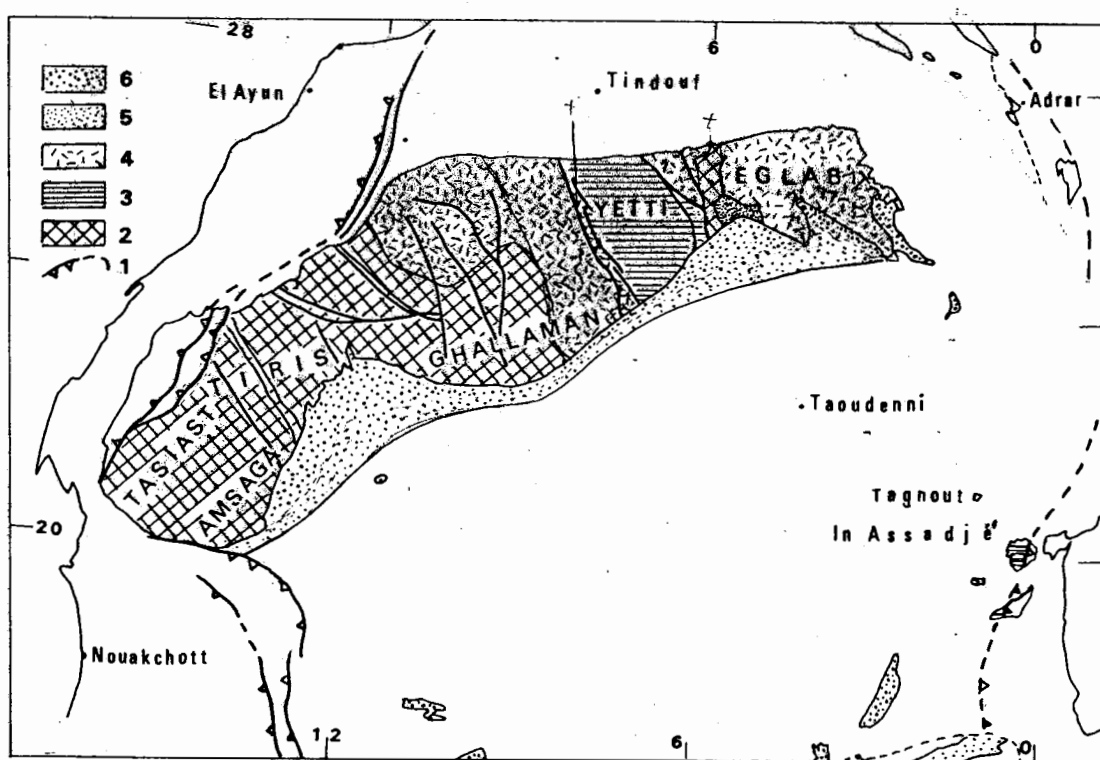 28
6
0
6
5
4
3
2
1
El Ayun
Tindouf
Adrar
EGLAB
YETTI
GHALLAMAN
TIRIS
TASIAST
AMSAGA
Taoudenni
20
Tagnout
In Assadjé
Nouakchott
12
6
0